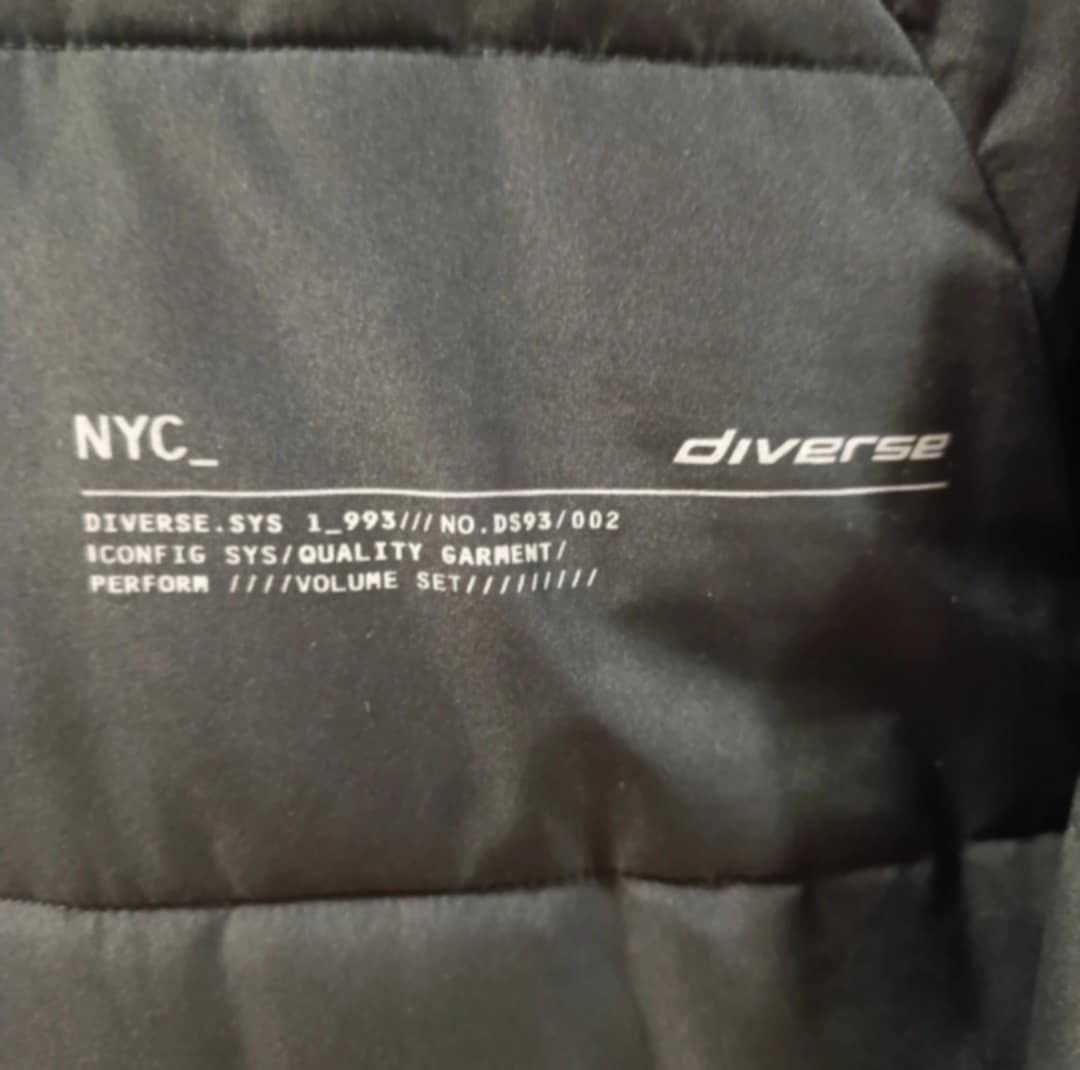 NYC_ diverse
DIVERSE.SYS 1_993///NO.DS93/002
CONFIG SYS/QUALITY GARMENT/
PERFORM ////VOLUME SET/////////